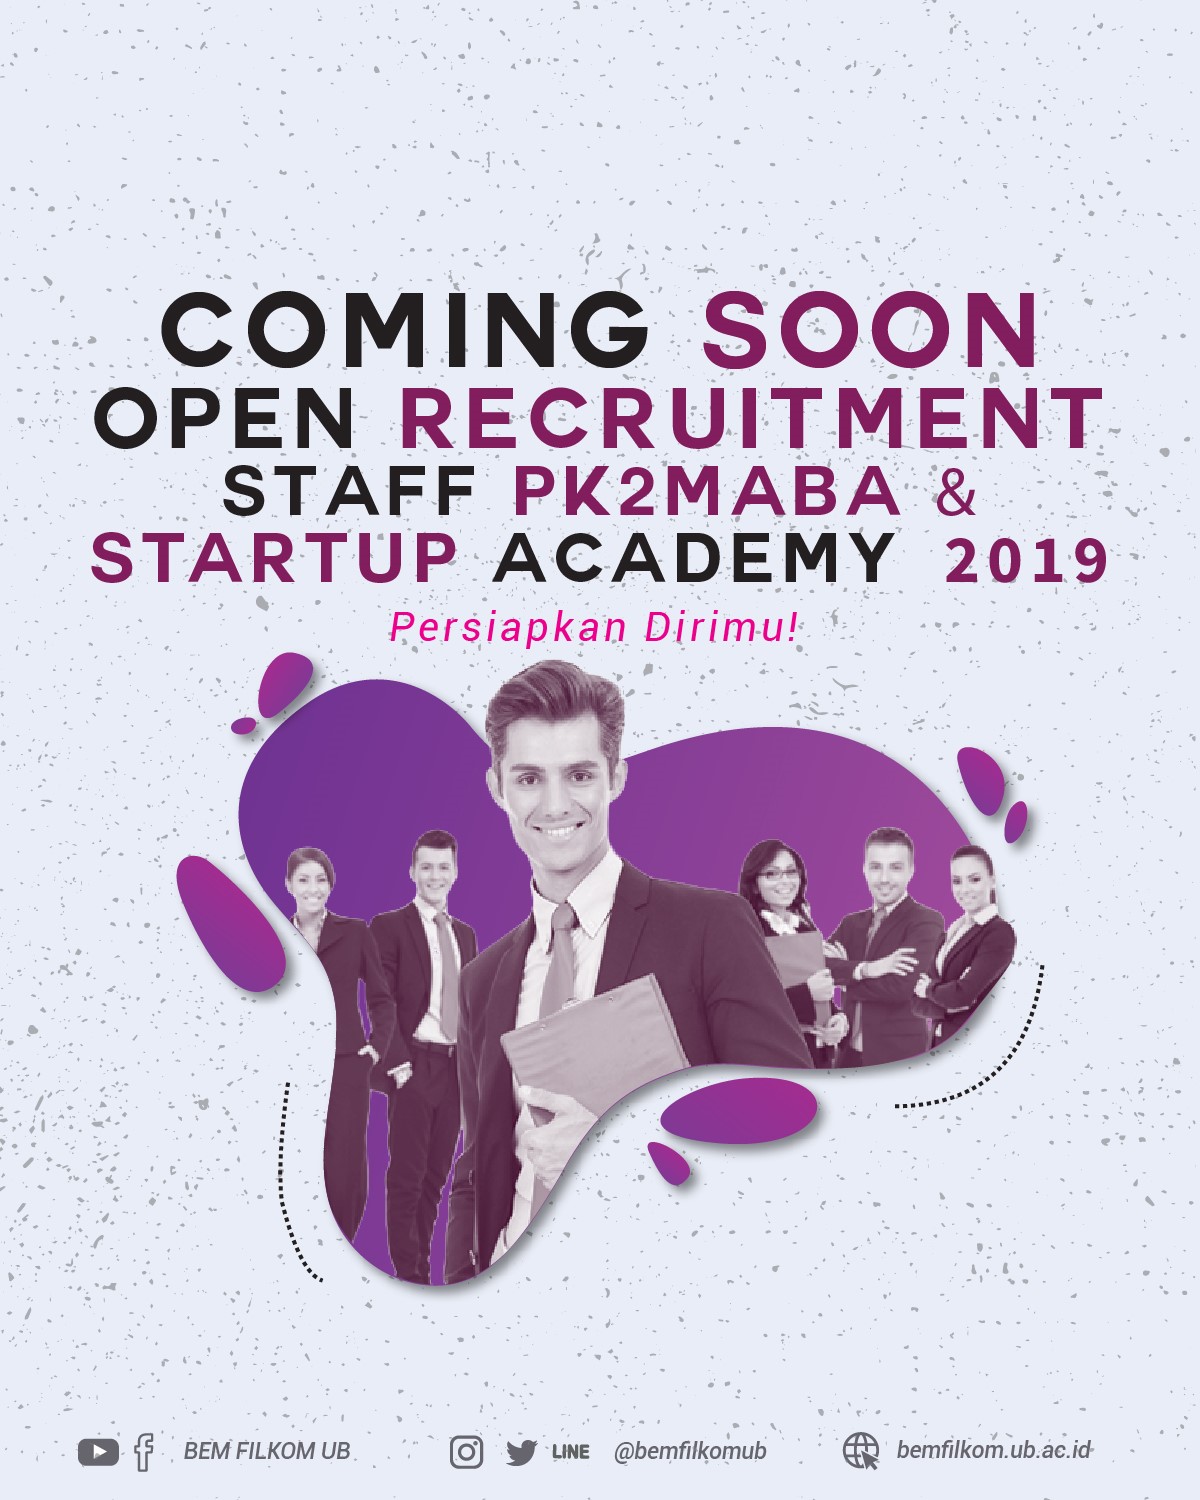 COMING SOON
OPEN RECRUITMENT
STAFF PK2MABA &
STARTUP ACADEMY 2019
Persiapkan Dirimu!
BEM FILKOM UB
LINE @bemfilkomub
bemfilkom.ub.ac.id